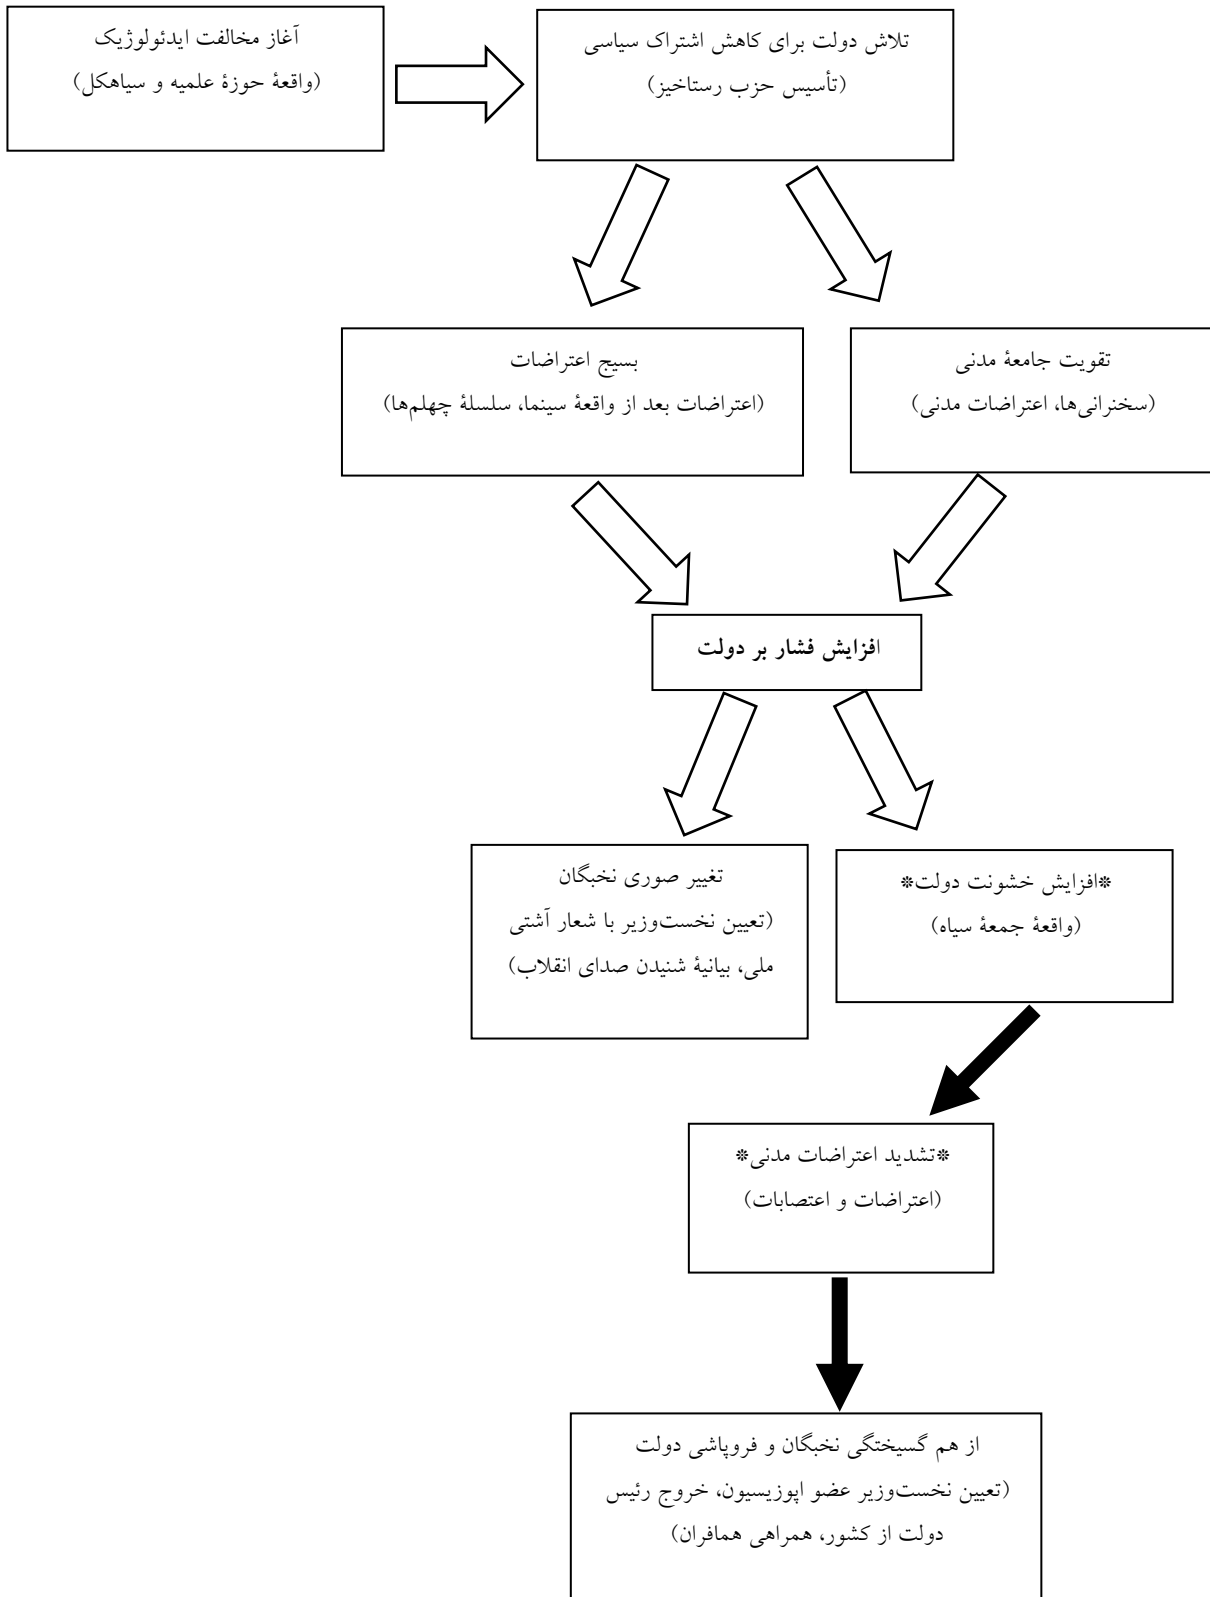 آغاز مخالفت ایدئولوژیک
(واقعهٔ حوزهٔ علمیه و سیاهکل)
تلاش دولت برای کاهش اشتراک سیاسی
(تأسیس حزب رستاخیز)
تقویت جامعهٔ مدنی
(سخنرانی‌ها، اعتراضات مدنی)
بسیج اعتراضات
(اعتراضات بعد از واقعهٔ سینما، سلسلهٔ چهلم‌ها)
افزایش فشار بر دولت
*افزایش خشونت دولت*
(واقعهٔ جمعهٔ سیاه)
تغییر صوری نخبگان
(تعیین نخست‌وزیر با شعار آشتی
ملی، بیانیهٔ شنیدن صدای انقلاب)
*تشدید اعتراضات مدنی*
(اعتراضات و اعتصابات)
از هم گسیختگی نخبگان و فروپاشی دولت
(تعیین نخست‌وزیر عضو اپوزیسیون، خروج رئیس
دولت از کشور، همراهی همافران)